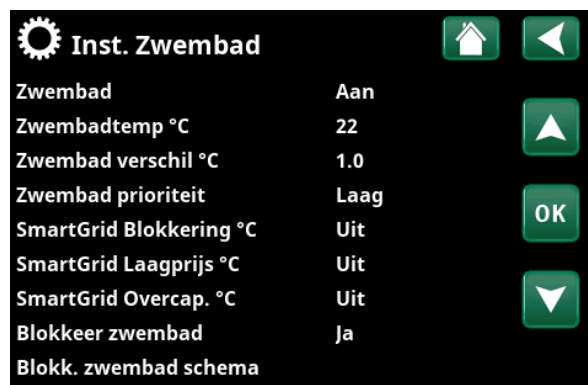 Inst. Zwembad
Zwembad Aan
Zwembadtemp °C 22
Zwembad verschil °C 1.0
Zwembad prioriteit Laag
SmartGrid Blokkering °C Uit
SmartGrid Laagprijs °C Uit
SmartGrid Overcap. °C Uit
Blokkeer zwembad Ja
Blokk. zwembad schema
OK